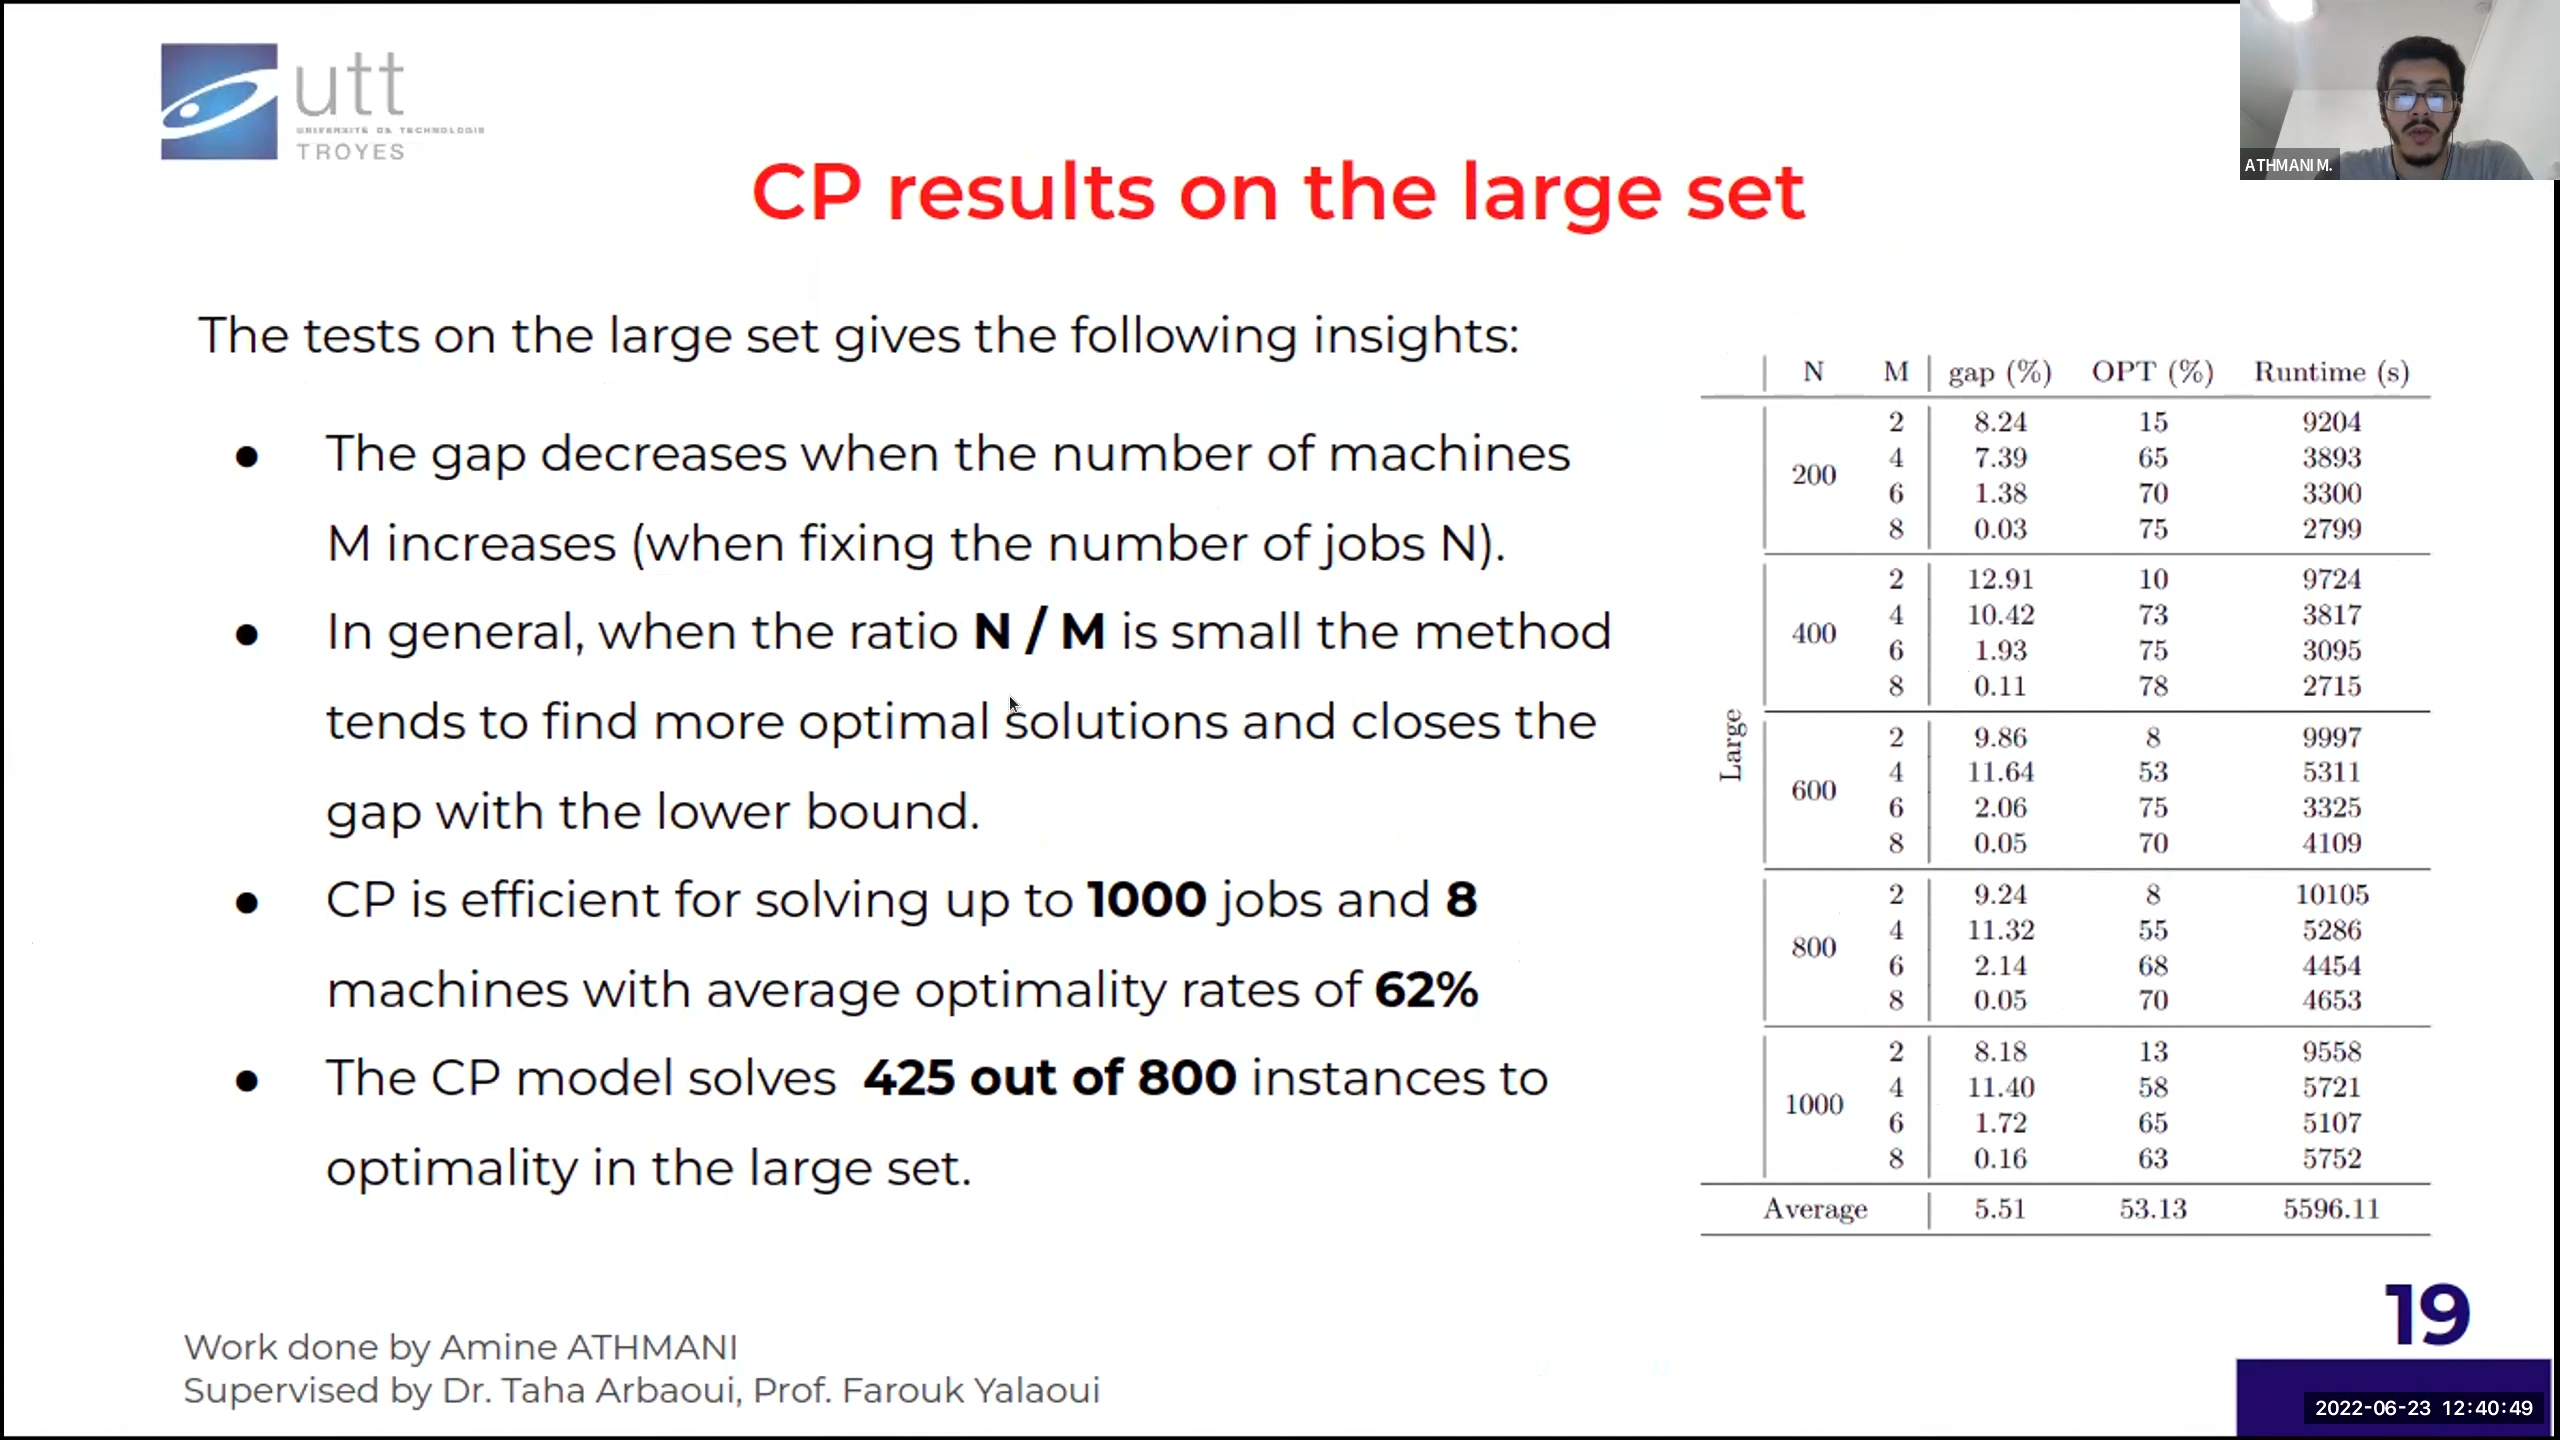 utt
UNIVERSITÉ DE TECHNOLOGIE
TROYES
ATHMANI M.
CP results on the large set
The tests on the large set gives the following insights:
● The gap decreases when the number of machines
M increases (when fixing the number of jobs N).
● In general, when the ratio N / M is small the method
tends to find more optimal solutions and closes the
gap with the lower bound.
● CP is efficient for solving up to 1000 jobs and 8
machines with average optimality rates of 62%
● The CP model solves 425 out of 800 instances to
optimality in the large set.
N M gap (%) OPT (%) Runtime (s)
Large
200
2 8.24 15 9204
4 7.39 65 3893
6 1.38 70 3300
8 0.03 75 2799
400
2 12.91 10 9724
4 10.42 73 3817
6 1.93 75 3095
8 0.11 78 2715
600
2 9.86 8 9997
4 11.64 53 5311
6 2.06 75 3325
8 0.05 70 4109
800
2 9.24 8 10105
4 11.32 55 5286
6 2.14 68 4454
8 0.05 70 4653
1000
2 8.18 13 9558
4 11.40 58 5721
6 1.72 65 5107
8 0.16 63 5752
Average 5.51 53.13 5596.11
19
Work done by Amine ATHMANI
Supervised by Dr. Taha Arbaoui, Prof. Farouk Yalaoui
2022-06-23 12:40:49